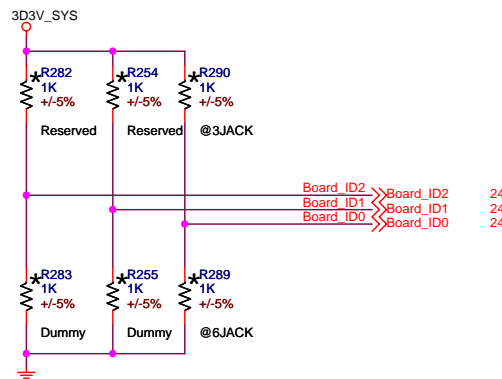 3D3V_SYS
*R282 *R254 *R290
1K 1K 1K
+/-5% +/-5% +/-5%
Reserved Reserved @3JACK
Board_ID2 Board_ID2 24
Board_ID1 Board_ID1 24
Board_ID0 Board_ID0 24
*R283 *R255 *R289
1K 1K 1K
+/-5% +/-5% +/-5%
Dummy Dummy @6JACK